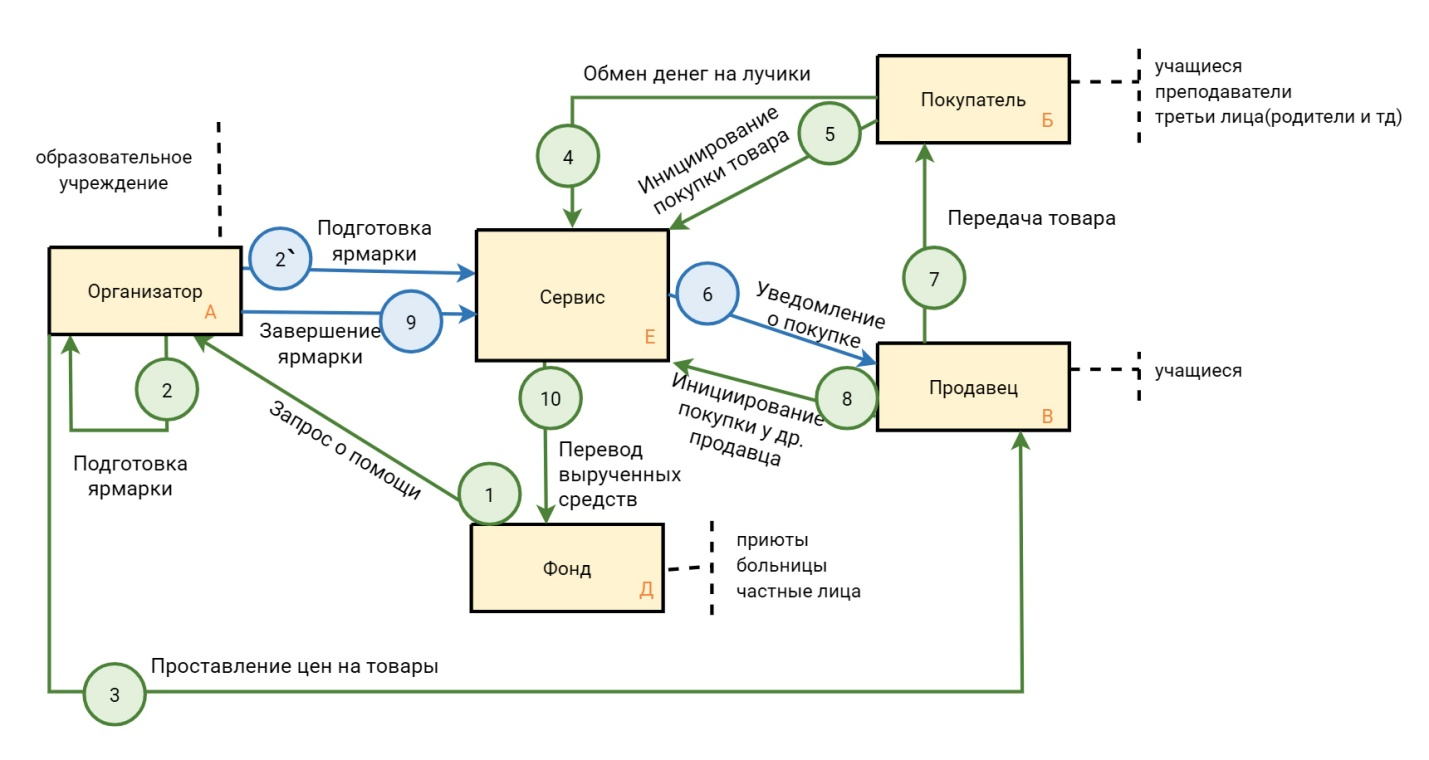 Обмен денег на лучики
Покупатель
Б
учащиеся
преподаватели
третьи лица(родители и тд)
4
Инициирование
покупки товара
5
образовательное
учреждение
Организатор
А
2`
Подготовка
ярмарки
9
Завершение
ярмарки
Сервис
Е
6
Уведомление
о покупке
7
Передача товара
Продавец
В
учащиеся
8
Инициирование
покупки у др.
продавца
2
Подготовка
ярмарки
Запрос о помощи
1
10
Перевод
вырученных
средств
Фонд
Д
приюты
больницы
частные лица
3
Проставление цен на товары